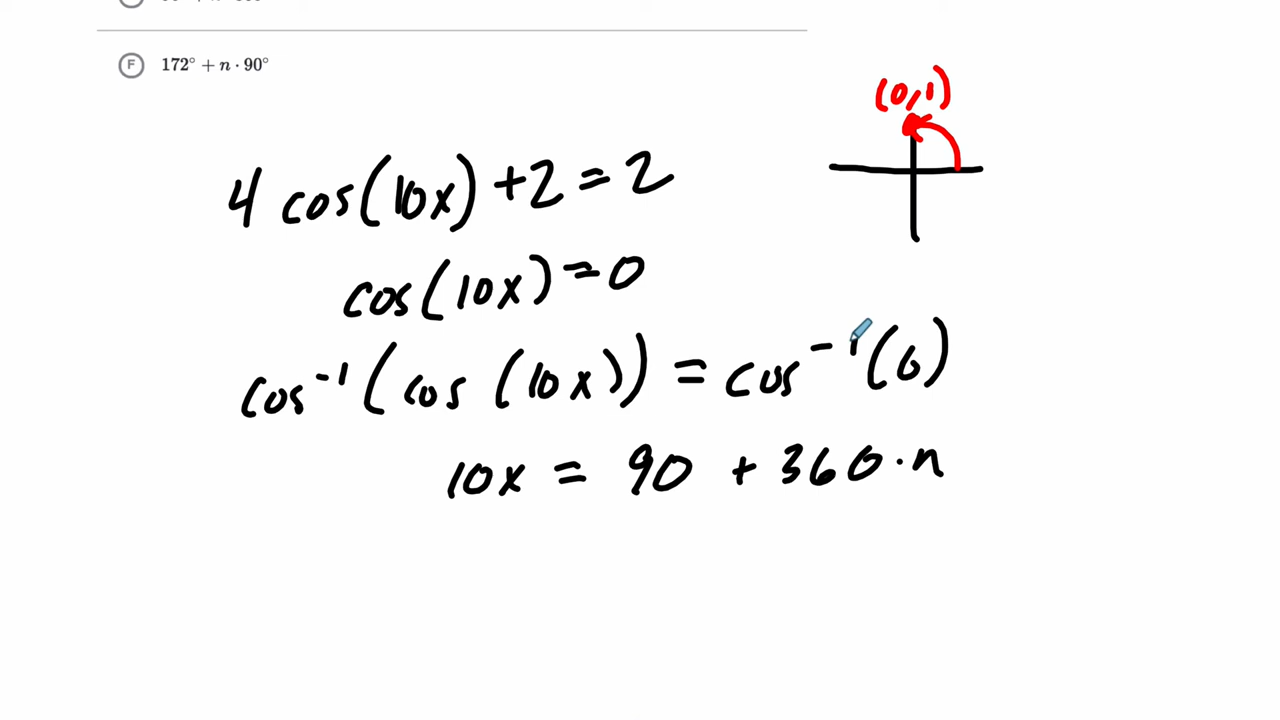 F 172° + n · 90°
(0,1)
4 cos(10x) +2 = 2
cos(10x) = 0
cos⁻¹(cos(10x)) = cos⁻¹(0)
10x = 90 + 360·n